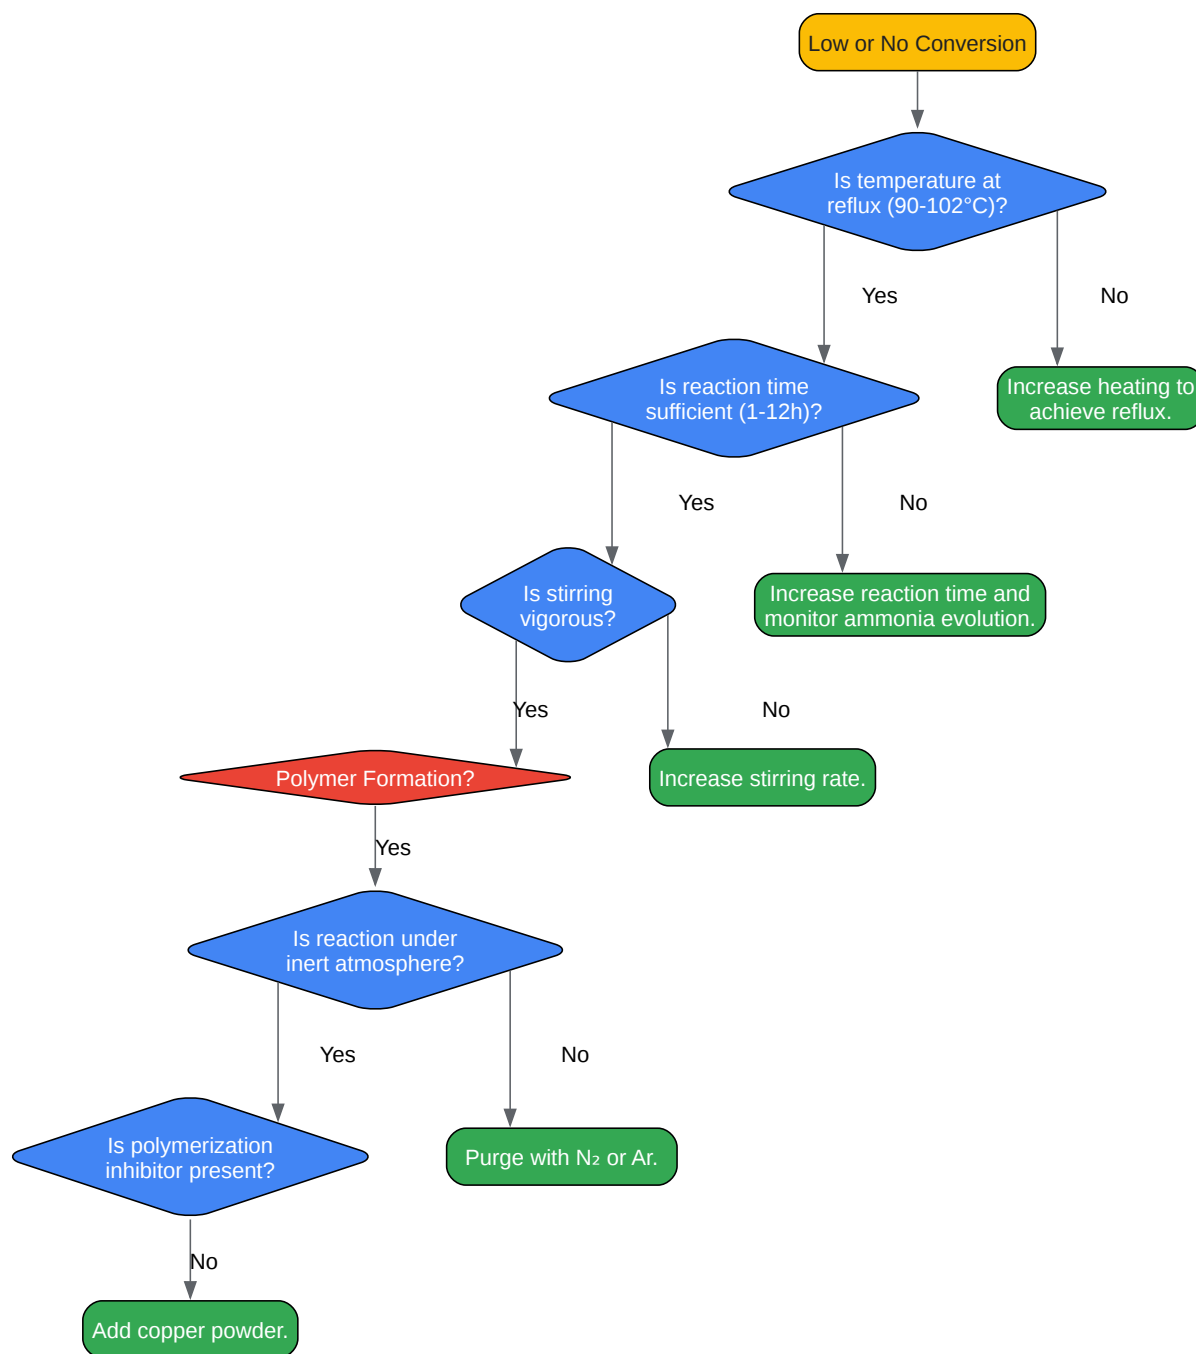 Low or No Conversion
Is temperature at
reflux (90-102°C)?
Yes
No
Is reaction time
sufficient (1-12h)?
Increase heating to
achieve reflux.
Yes
No
Is stirring
vigorous?
Increase reaction time and
monitor ammonia evolution.
Yes
No
Polymer Formation?
Increase stirring rate.
Yes
Is reaction under
inert atmosphere?
Yes
No
Is polymerization
inhibitor present?
Purge with N₂ or Ar.
No
Add copper powder.